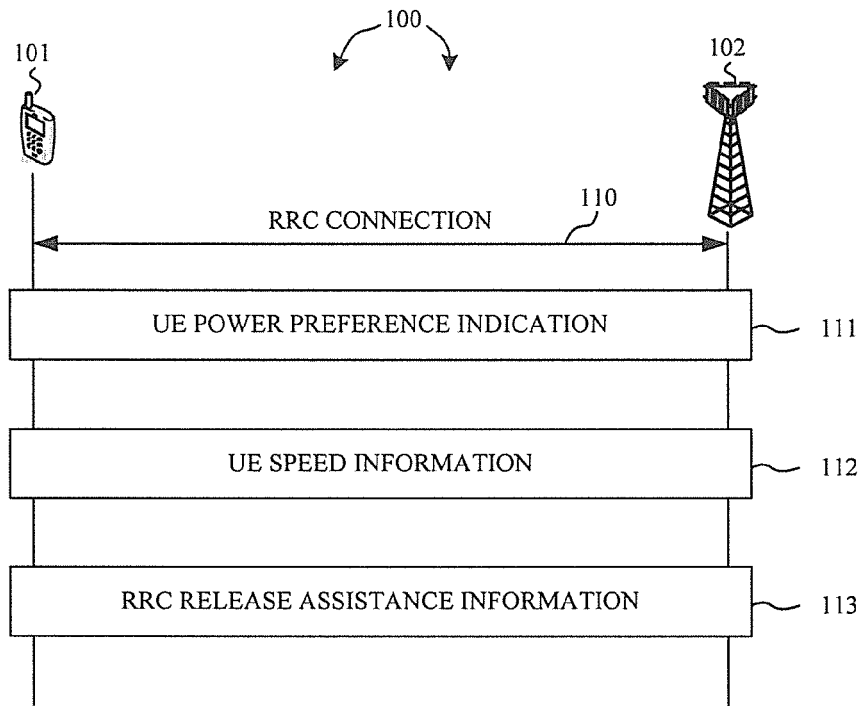 100
101
102
RRC CONNECTION
110
UE POWER PREFERENCE INDICATION
111
UE SPEED INFORMATION
112
RRC RELEASE ASSISTANCE INFORMATION
113